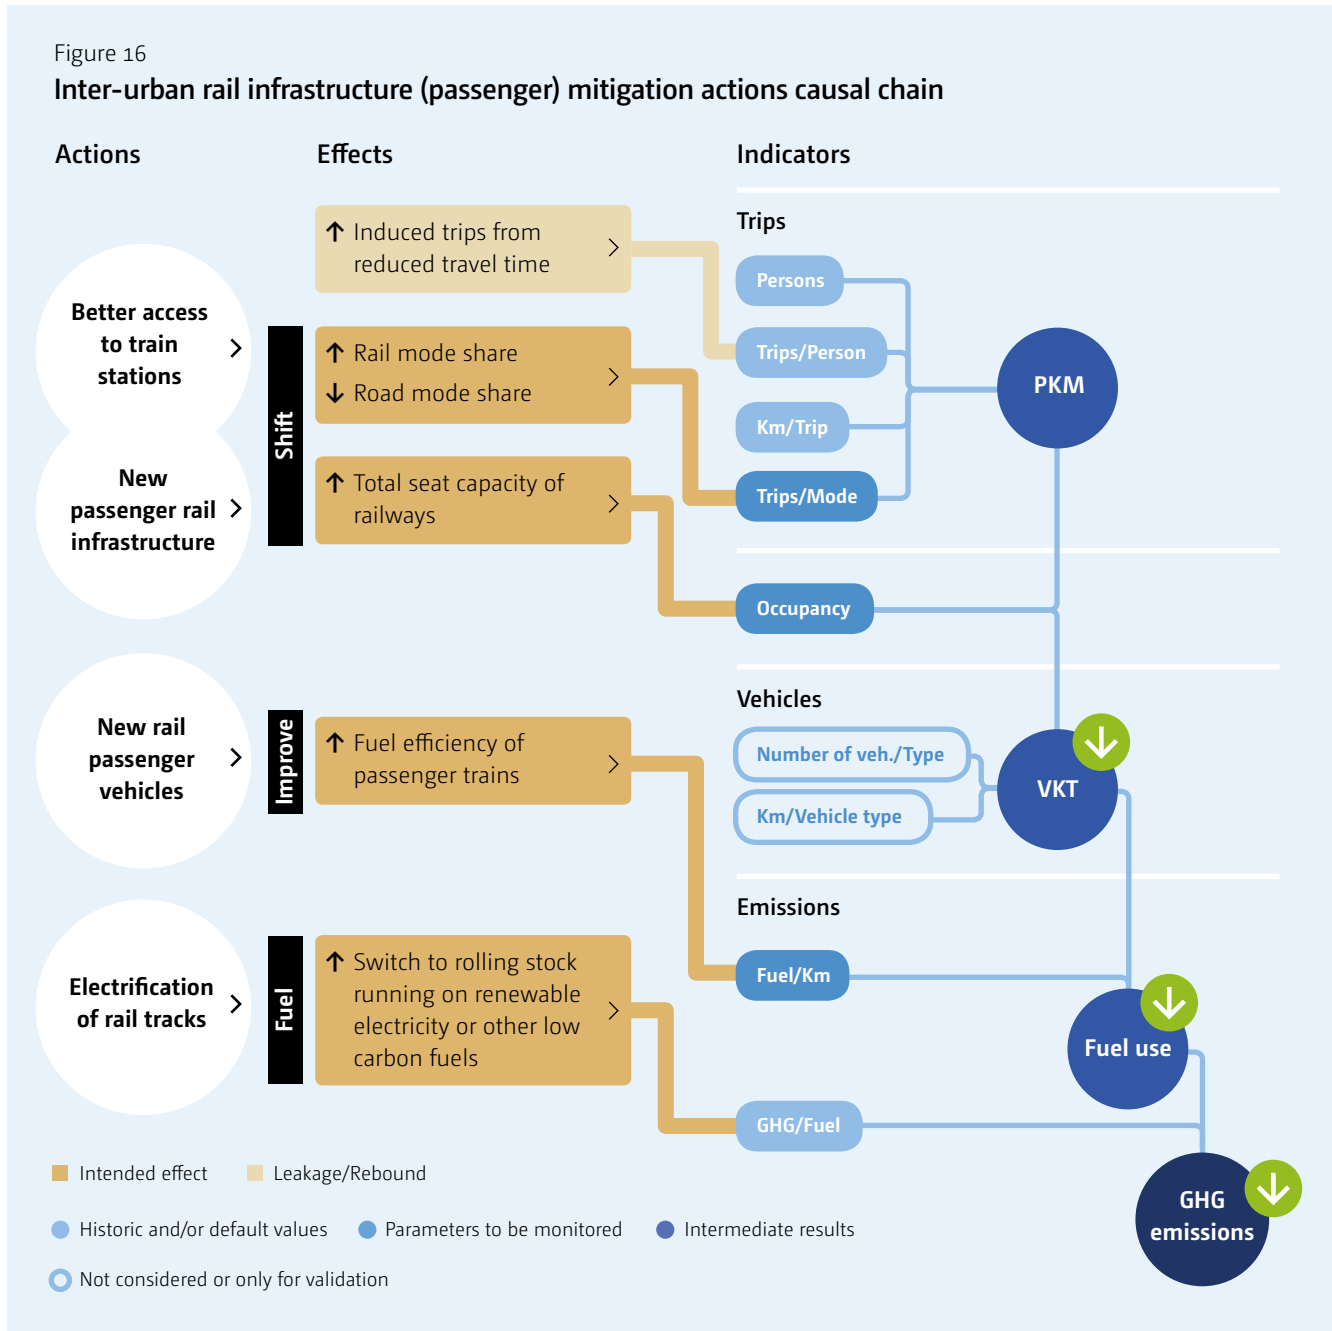 Figure 16
Inter-urban rail infrastructure (passenger) mitigation actions causal chain
Actions
Effects
Indicators
Better access
to train
stations
New
passenger rail
infrastructure
New rail
passenger
vehicles
Electrification
of rail tracks
Shift
Improve
Fuel
Induced trips from
reduced travel time
Rail mode share
Road mode share
Total seat capacity of
railways
Fuel efficiency of
passenger trains
Switch to rolling stock
running on renewable
electricity or other low
carbon fuels
Trips
Persons
Trips/Person
Km/Trip
Trips/Mode
Occupancy
Vehicles
Number of veh./Type
Km/Vehicle type
Emissions
Fuel/Km
GHG/Fuel
PKM
VKT
Fuel use
GHG
emissions
Intended effect
Leakage/Rebound
Historic and/or default values
Parameters to be monitored
Intermediate results
Not considered or only for validation